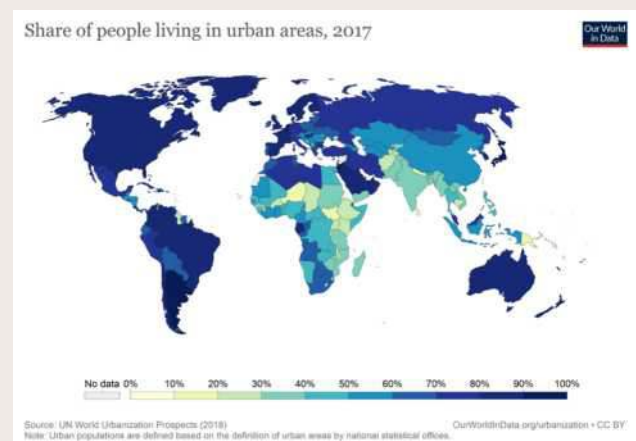 Share of people living in urban areas, 2017
Our World
in Data
No data 0% 10% 20% 30% 40% 50% 60% 70% 80% 90% 100%
Source: UN World Urbanization Prospects (2018)
OurWorldInData.org/urbanization • CC BY
Note: Urban populations are defined based on the definition of urban areas by national statistical offices.